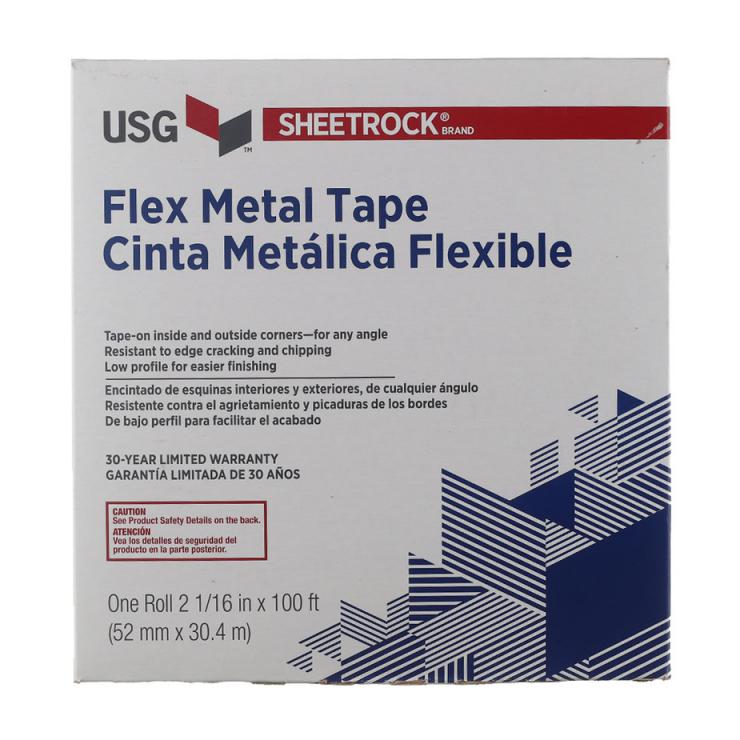 USG ™ SHEETROCK® BRAND
Flex Metal Tape
Cinta Metálica Flexible
Tape-on inside and outside corners—for any angle
Resistant to edge cracking and chipping
Low profile for easier finishing
Encintado de esquinas interiores y exteriores, de cualquier ángulo
Resistente contra el agrietamiento y picaduras de los bordes
De bajo perfil para facilitar el acabado
30-YEAR LIMITED WARRANTY
GARANTÍA LIMITADA DE 30 AÑOS
CAUTION
See Product Safety Details on the back.
ATENCIÓN
Vea los detalles de seguridad del
producto en la parte posterior.
One Roll 2 1/16 in x 100 ft
(52 mm x 30.4 m)